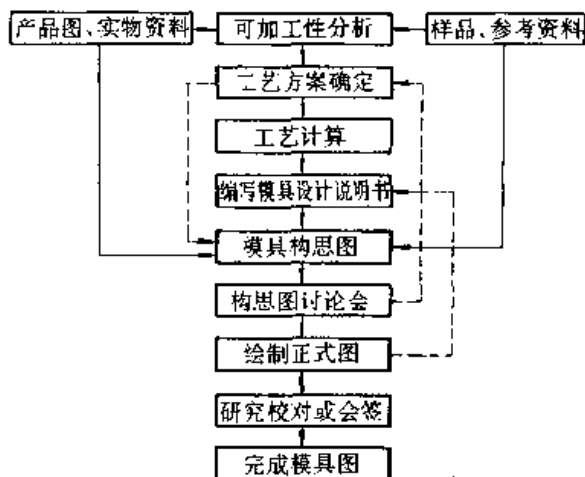 产品图、实物资料
可加工性分析
样品、参考资料
工艺方案确定
工艺计算
编写模具设计说明书
模具构思图
构思图讨论会
绘制正式图
研究校对或会签
完成模具图